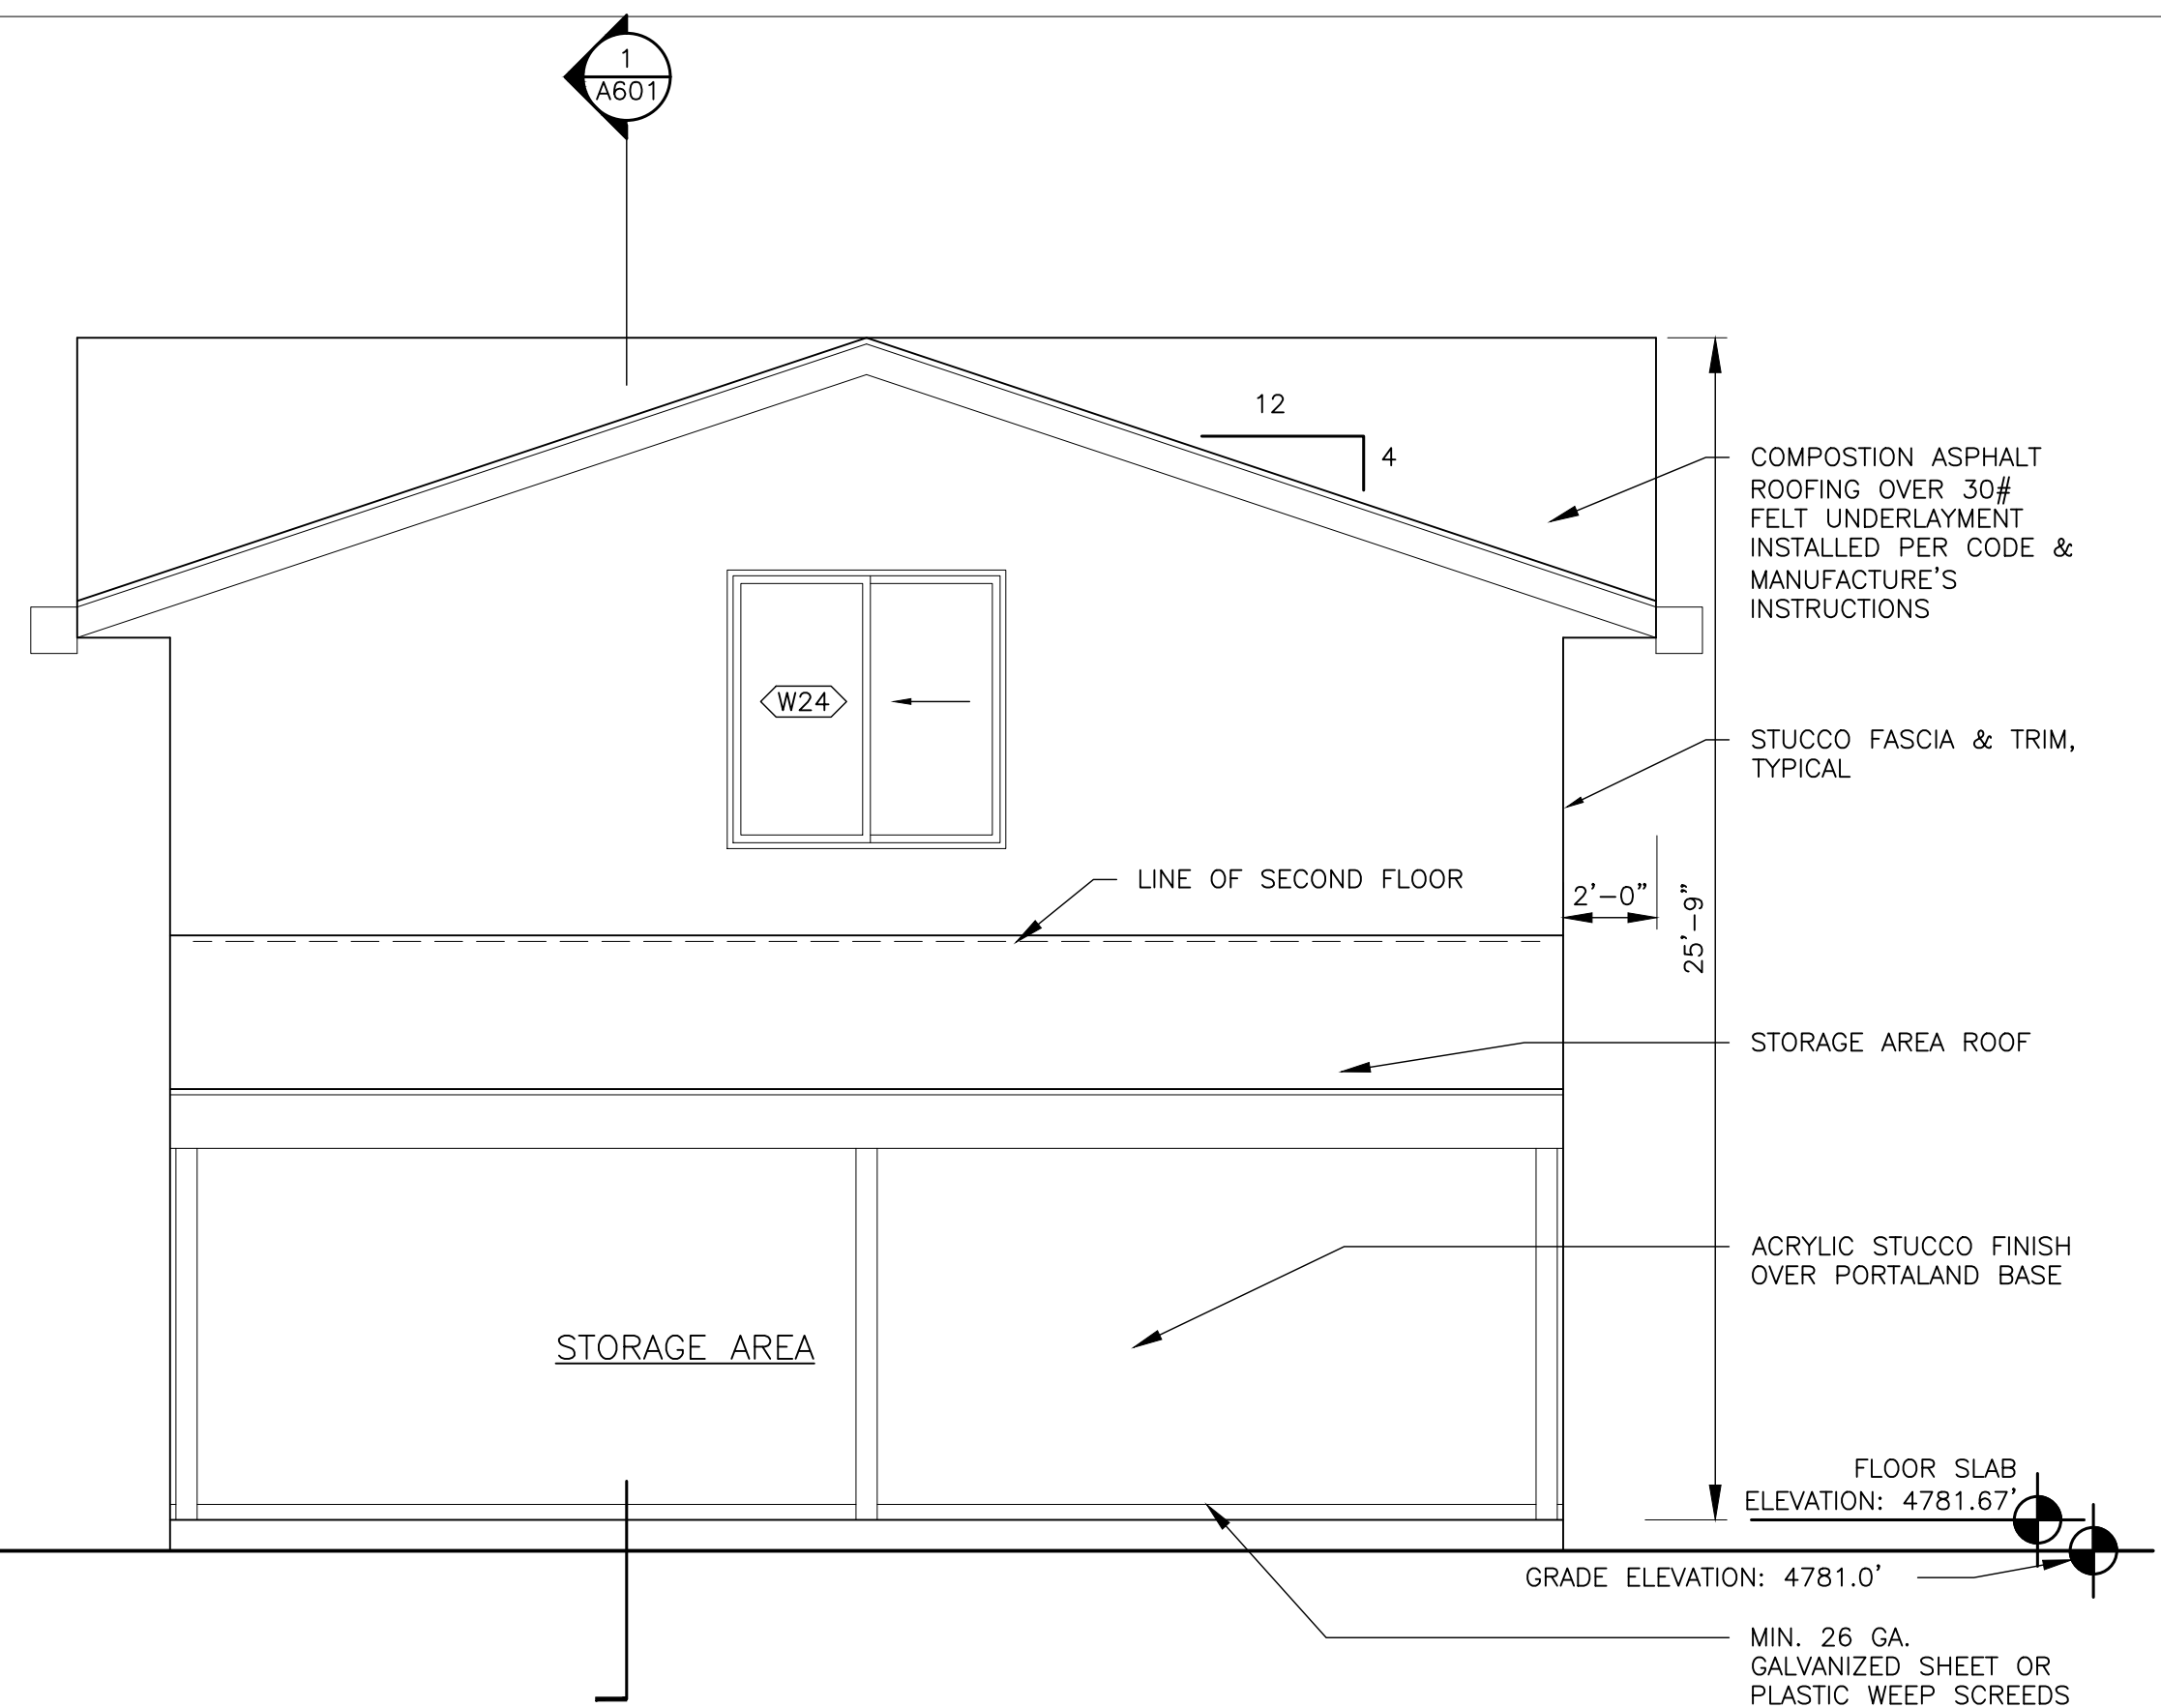 1
A601
12
4
COMPOSTION ASPHALT
ROOFING OVER 30#
FELT UNDERLAYMENT
INSTALLED PER CODE &
MANUFACTURE'S
INSTRUCTIONS
W24
STUCCO FASCIA & TRIM,
TYPICAL
LINE OF SECOND FLOOR
2'-0"
25'-9"
STORAGE AREA ROOF
ACRYLIC STUCCO FINISH
OVER PORTALAND BASE
STORAGE AREA
FLOOR SLAB
ELEVATION: 4781.67'
GRADE ELEVATION: 4781.0'
MIN. 26 GA.
GALVANIZED SHEET OR
PLASTIC WEEP SCREEDS